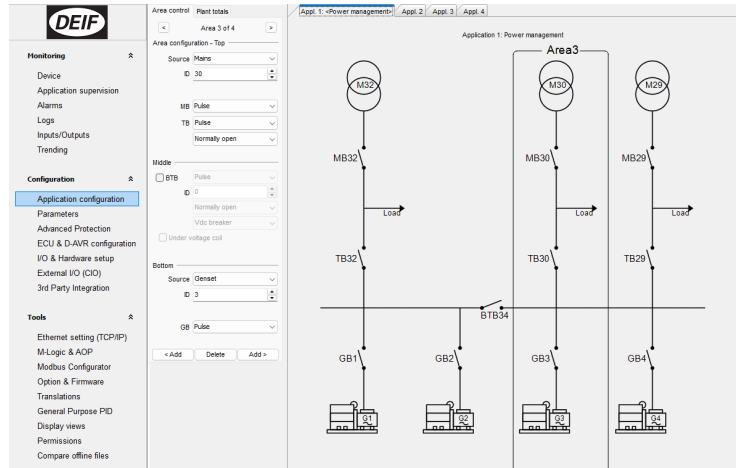 DEIF
Monitoring
Device
Application supervision
Alarms
Logs
Inputs/Outputs
Trending
Configuration
Application configuration
Parameters
Advanced Protection
ECU & D-AVR configuration
I/O & Hardware setup
External I/O (CIO)
3rd Party Integration
Tools
Ethernet setting (TCP/IP)
M-Logic & AOP
Modbus Configurator
Option & Firmware
Translations
General Purpose PID
Display views
Permissions
Compare offline files
Area control Plant totals
< Area 3 of 4 >
Area configuration - Top
Source Mains
ID 30
MB Pulse
TB Pulse
Normally open
Middle
BTB Pulse
ID 0
Normally open
Vdc breaker
Under voltage coil
Bottom
Source Genset
ID 3
GB Pulse
< Add Delete Add >
Appl. 1: <Power management> Appl. 2 Appl. 3 Appl. 4
Application 1: Power management
Area3
M32 M30 M29
MB32 MB30 MB29
Load Load Load
TB32 TB30 TB29
BTB34
GB1 GB2 GB3 GB4
G1 G2 G3 G4